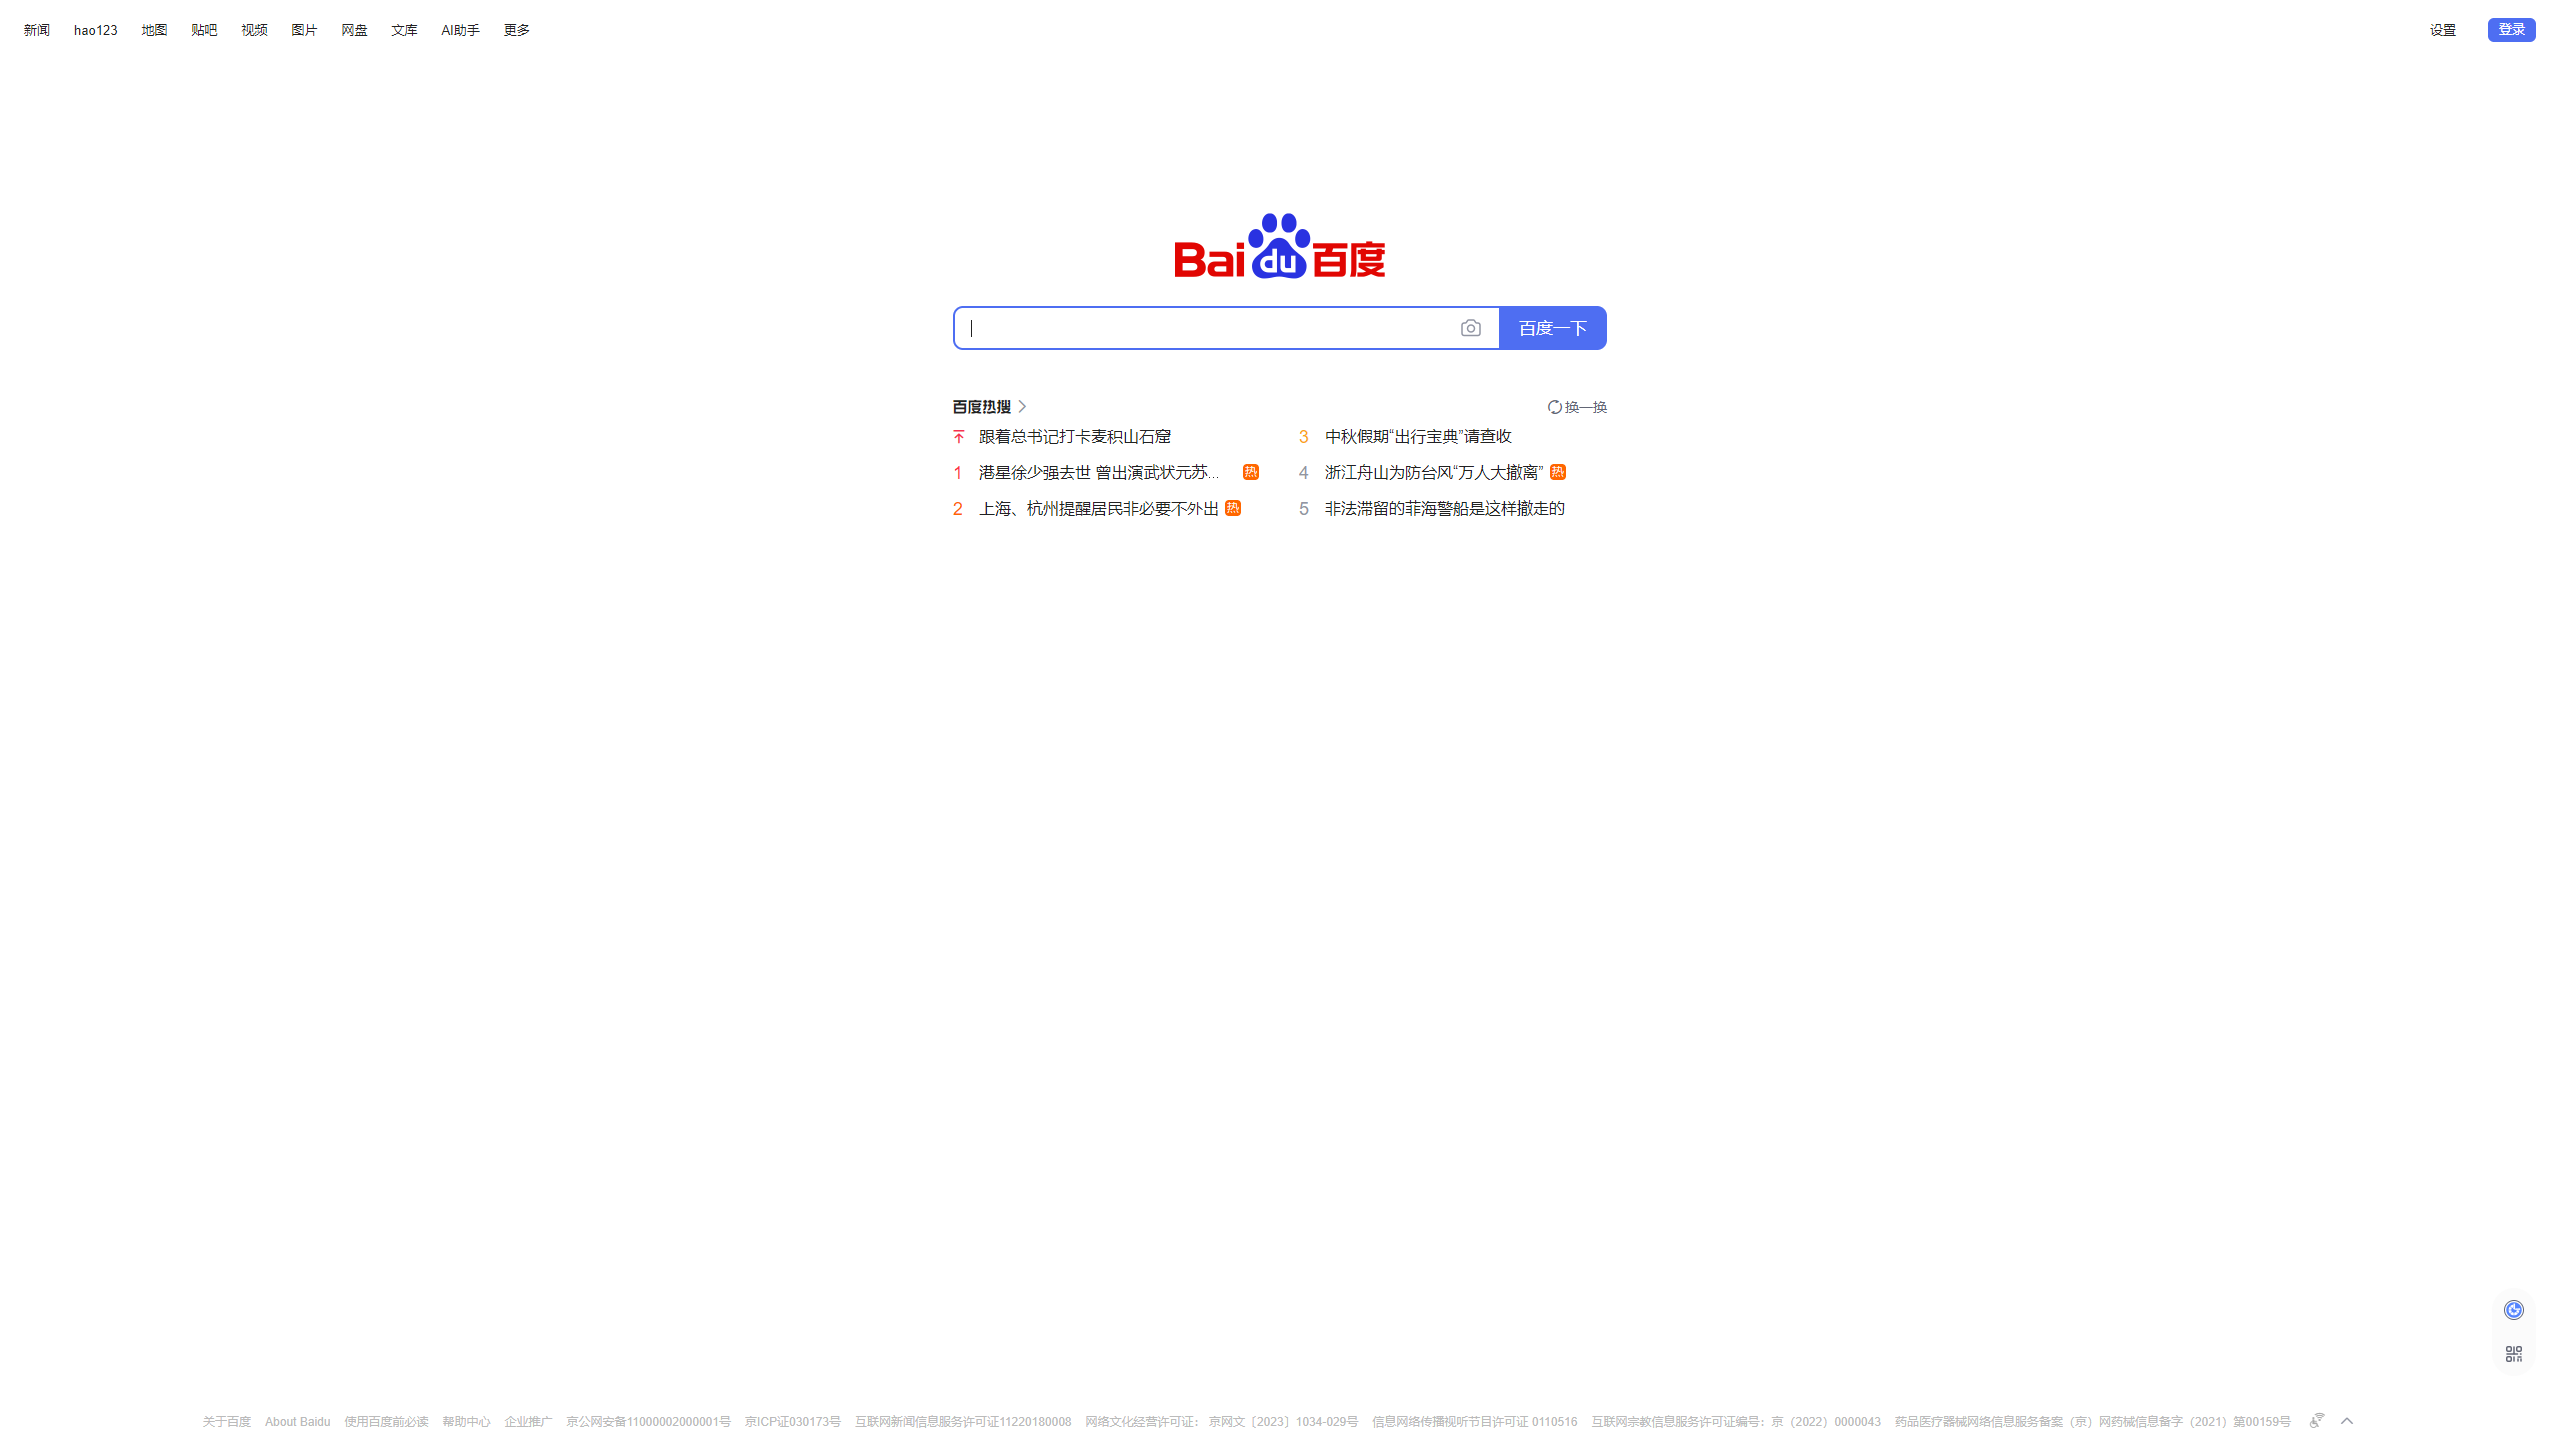 新闻 hao123 地图 贴吧 视频 图片 网盘 文库 AI助手 更多 设置 登录
Baidu百度
百度一下
百度热搜 换一换
跟着总书记打卡麦积山石窟
1 港星徐少强去世 曾出演武状元苏... 热
2 上海、杭州提醒居民非必要不外出 热
3 中秋假期“出行宝典”请查收
4 浙江舟山为防台风“万人大撤离” 热
5 非法滞留的菲海警船是这样撤走的
关于百度 About Baidu 使用百度前必读 帮助中心 企业推广 京公网安备11000002000001号 京ICP证030173号 互联网新闻信息服务许可证11220180008 网络文化经营许可证： 京网文〔2023〕1034-029号 信息网络传播视听节目许可证 0110516 互联网宗教信息服务许可证编号：京（2022）0000043 药品医疗器械网络信息服务备案（京）网药械信息备字（2021）第00159号